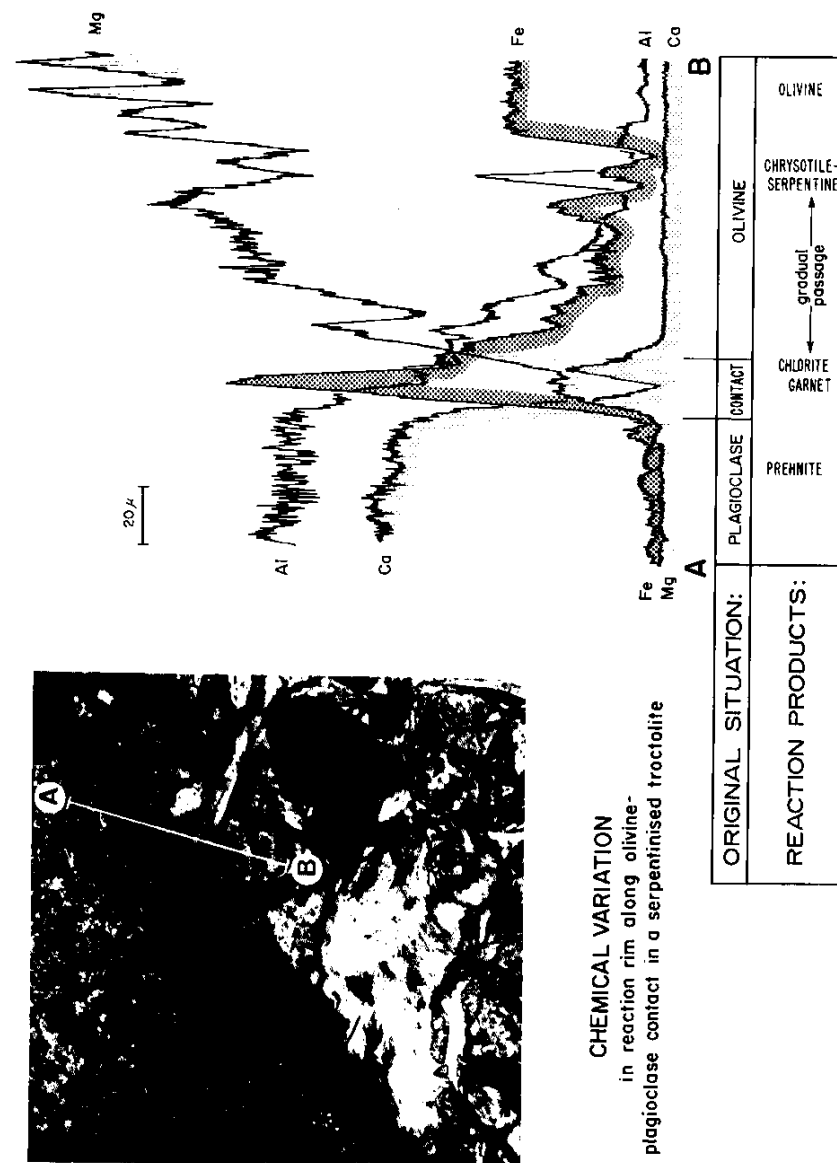 A
B
CHEMICAL VARIATION
in reaction rim along olivine-
plagioclase contact in a serpentinised troctolite
20 μ
Mg
Al
Ca
Fe
Al
Ca
Fe
Mg
A
B
ORIGINAL SITUATION:
PLAGIOCLASE
CONTACT
OLIVINE
REACTION PRODUCTS:
PREHNITE
CHLORITE
GARNET
gradual
passage
CHRYSOTILE-
SERPENTINE
OLIVINE